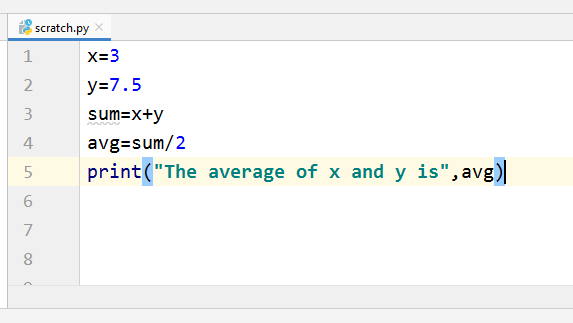 scratch.py
1 x=3
2 y=7.5
3 sum=x+y
4 avg=sum/2
5 print("The average of x and y is",avg)
6
7
8